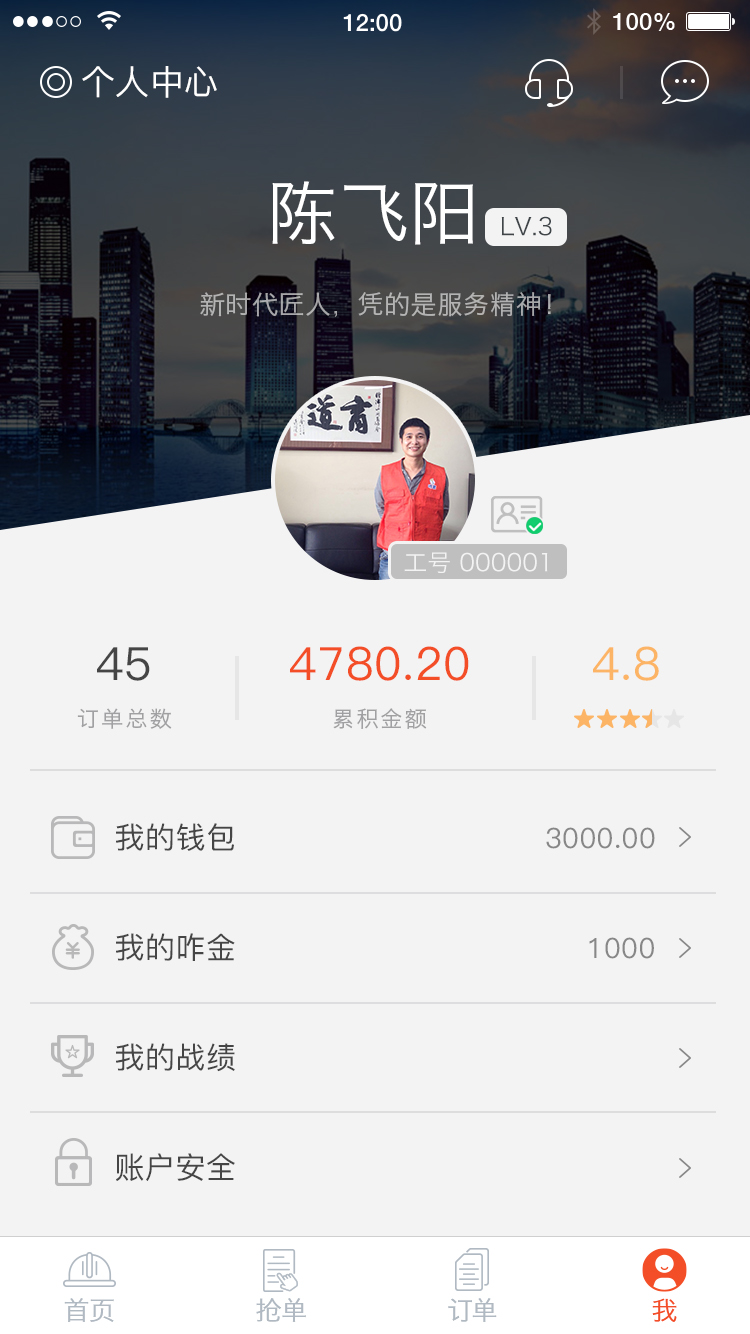 12:00
100%
个人中心
陈飞阳
LV.3
新时代匠人，凭的是服务精神！
道育
工号 000001
45
4780.20
4.8
订单总数
累积金额
我的钱包
3000.00
我的咋金
1000
我的战绩
账户安全
首页
抢单
订单
我